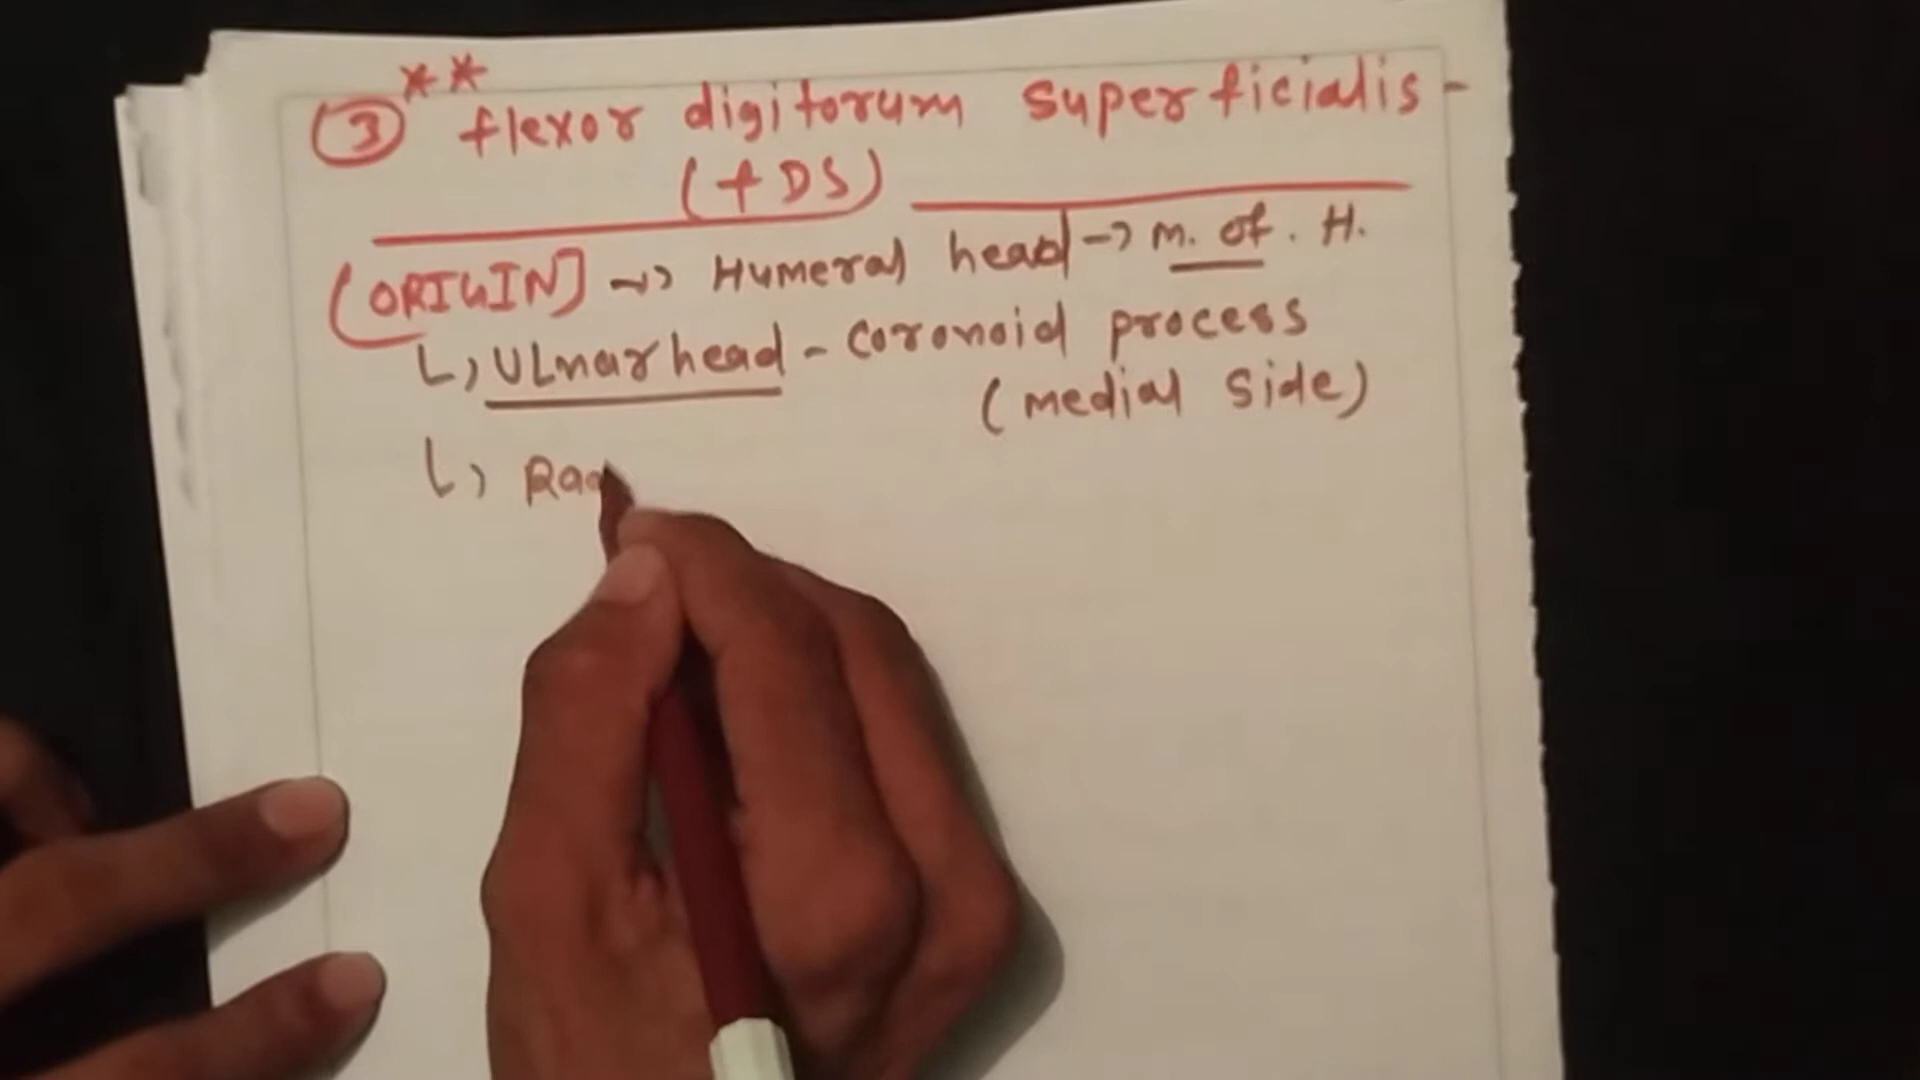 ③ ** flexor digitorum superficialis -
(fDS)
[ORIGIN] → Humeral head → m. of. H.
↳ ULnar head - coronoid process
(medial side)
↳ Rad